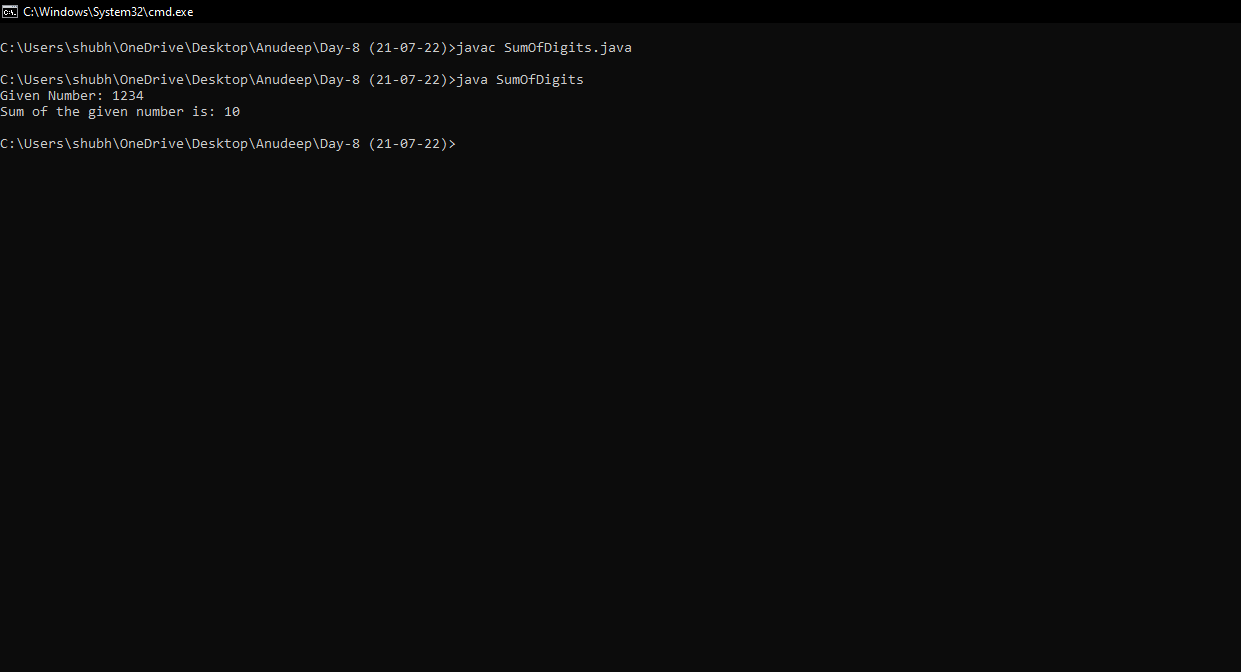 C:\Windows\System32\cmd.exe
C:\Users\shubh\OneDrive\Desktop\Anudeep\Day-8 (21-07-22)>javac SumOfDigits.java
C:\Users\shubh\OneDrive\Desktop\Anudeep\Day-8 (21-07-22)>java SumOfDigits
Given Number: 1234
Sum of the given number is: 10
C:\Users\shubh\OneDrive\Desktop\Anudeep\Day-8 (21-07-22)>